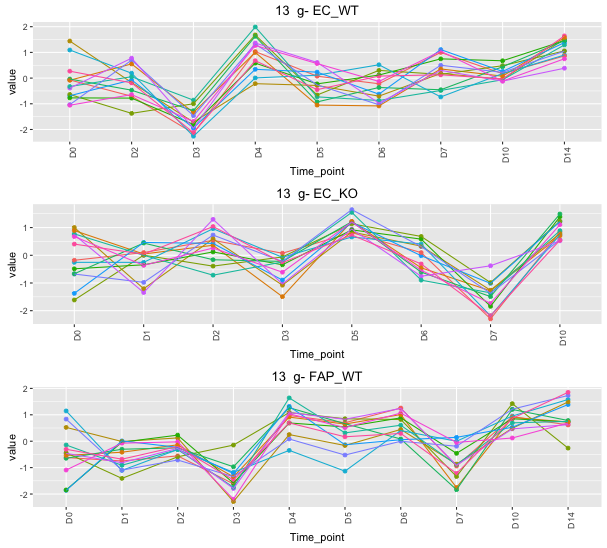 13 g- EC_WT
2
1
0
-1
-2
value
D0 D1 D2 D3 D4 D5 D6 D7 D10 D14
Time_point
13 g- EC_KO
1
0
-1
-2
value
D0 D1 D2 D3 D5 D6 D7 D10
Time_point
13 g- FAP_WT
2
1
0
-1
-2
value
D0 D1 D2 D3 D4 D5 D6 D7 D10 D14
Time_point